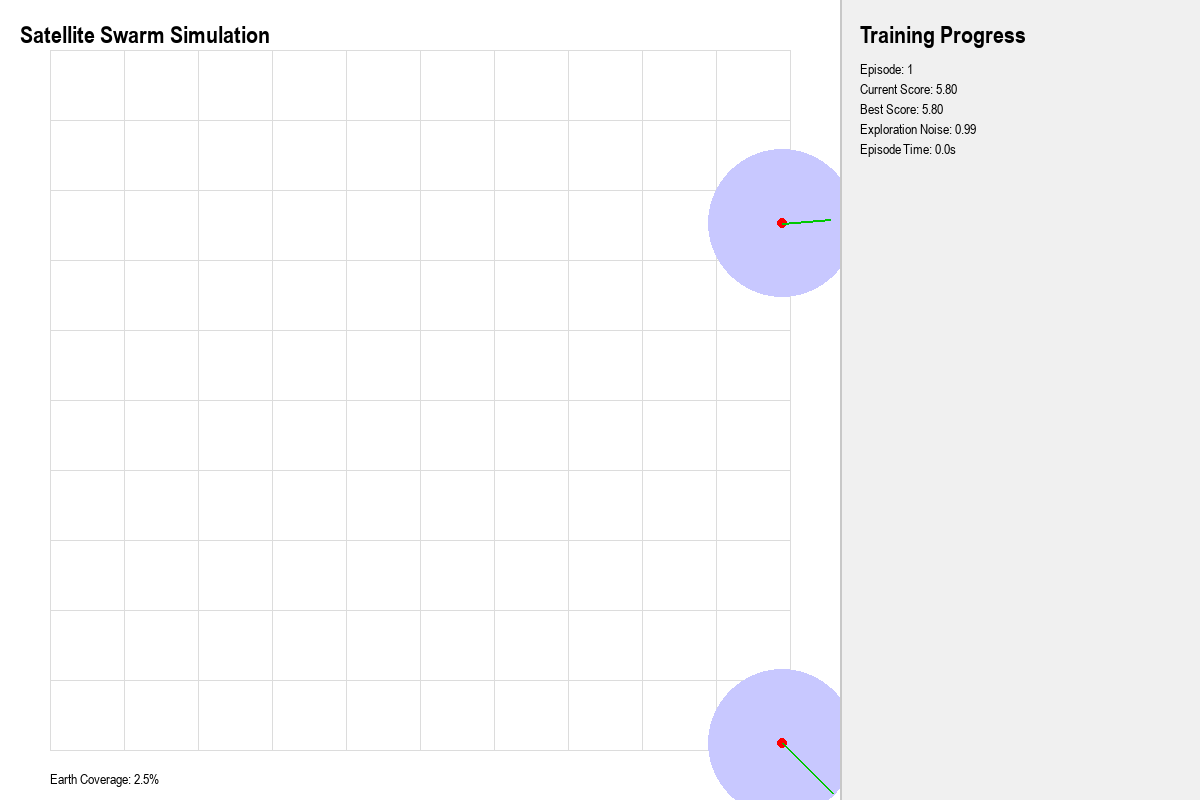 Satellite Swarm Simulation
Earth Coverage: 2.5%
Training Progress
Episode: 1
Current Score: 5.80
Best Score: 5.80
Exploration Noise: 0.99
Episode Time: 0.0s